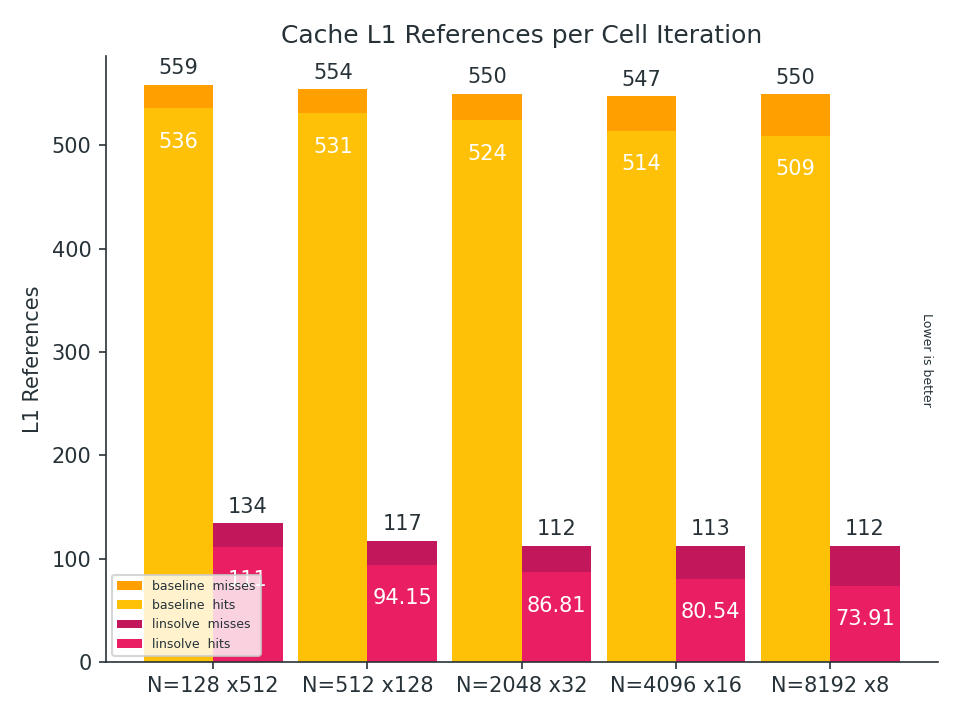 Cache L1 References per Cell Iteration
559
554
550
547
550
536
531
524
514
509
500
400
300
200
100
0
L1 References
Lower is better
134
117
112
113
112
111
94.15
86.81
80.54
73.91
baseline misses
baseline hits
linsolve misses
linsolve hits
N=128 x512
N=512 x128
N=2048 x32
N=4096 x16
N=8192 x8